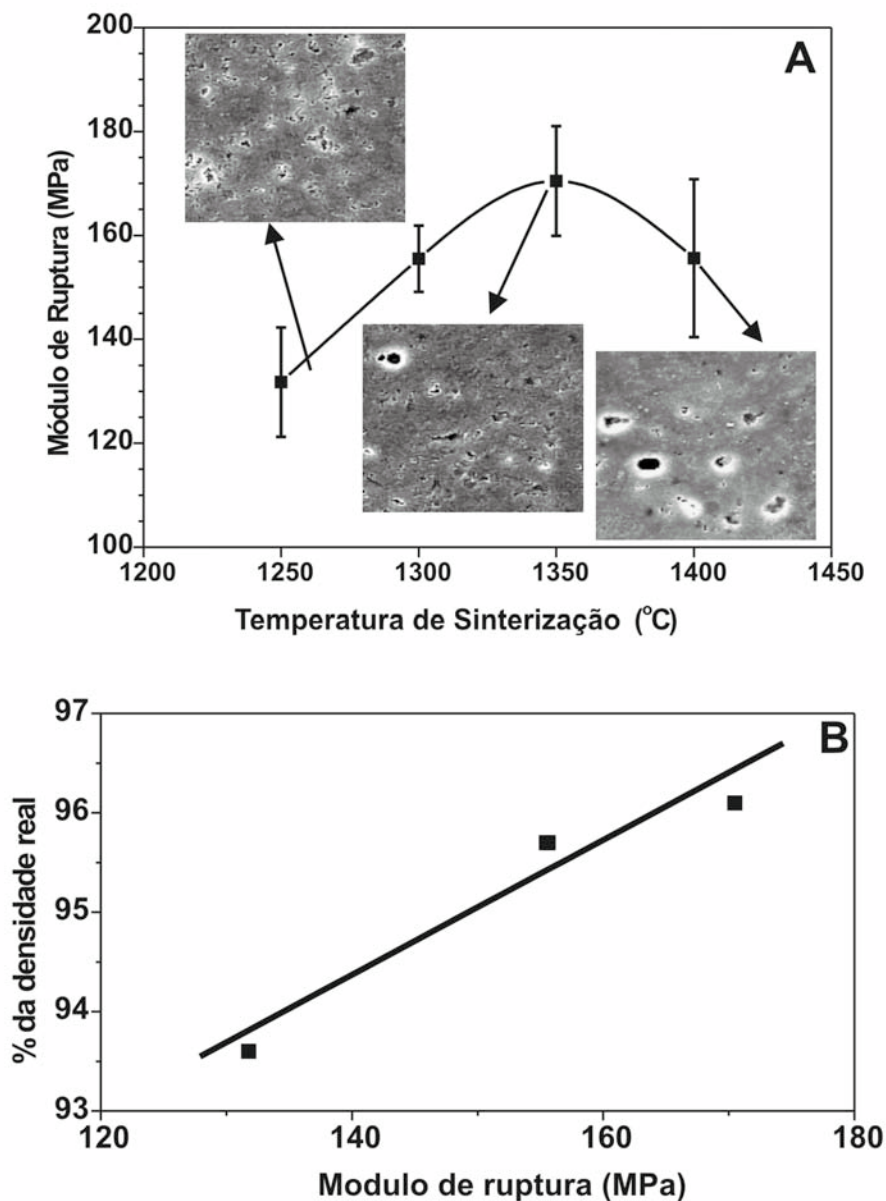 200
180
160
140
120
100
A
Módulo de Ruptura (MPa)
1200 1250 1300 1350 1400 1450
Temperatura de Sinterização (°C)
97
96
95
94
93
B
% da densidade real
120 140 160 180
Modulo de ruptura (MPa)